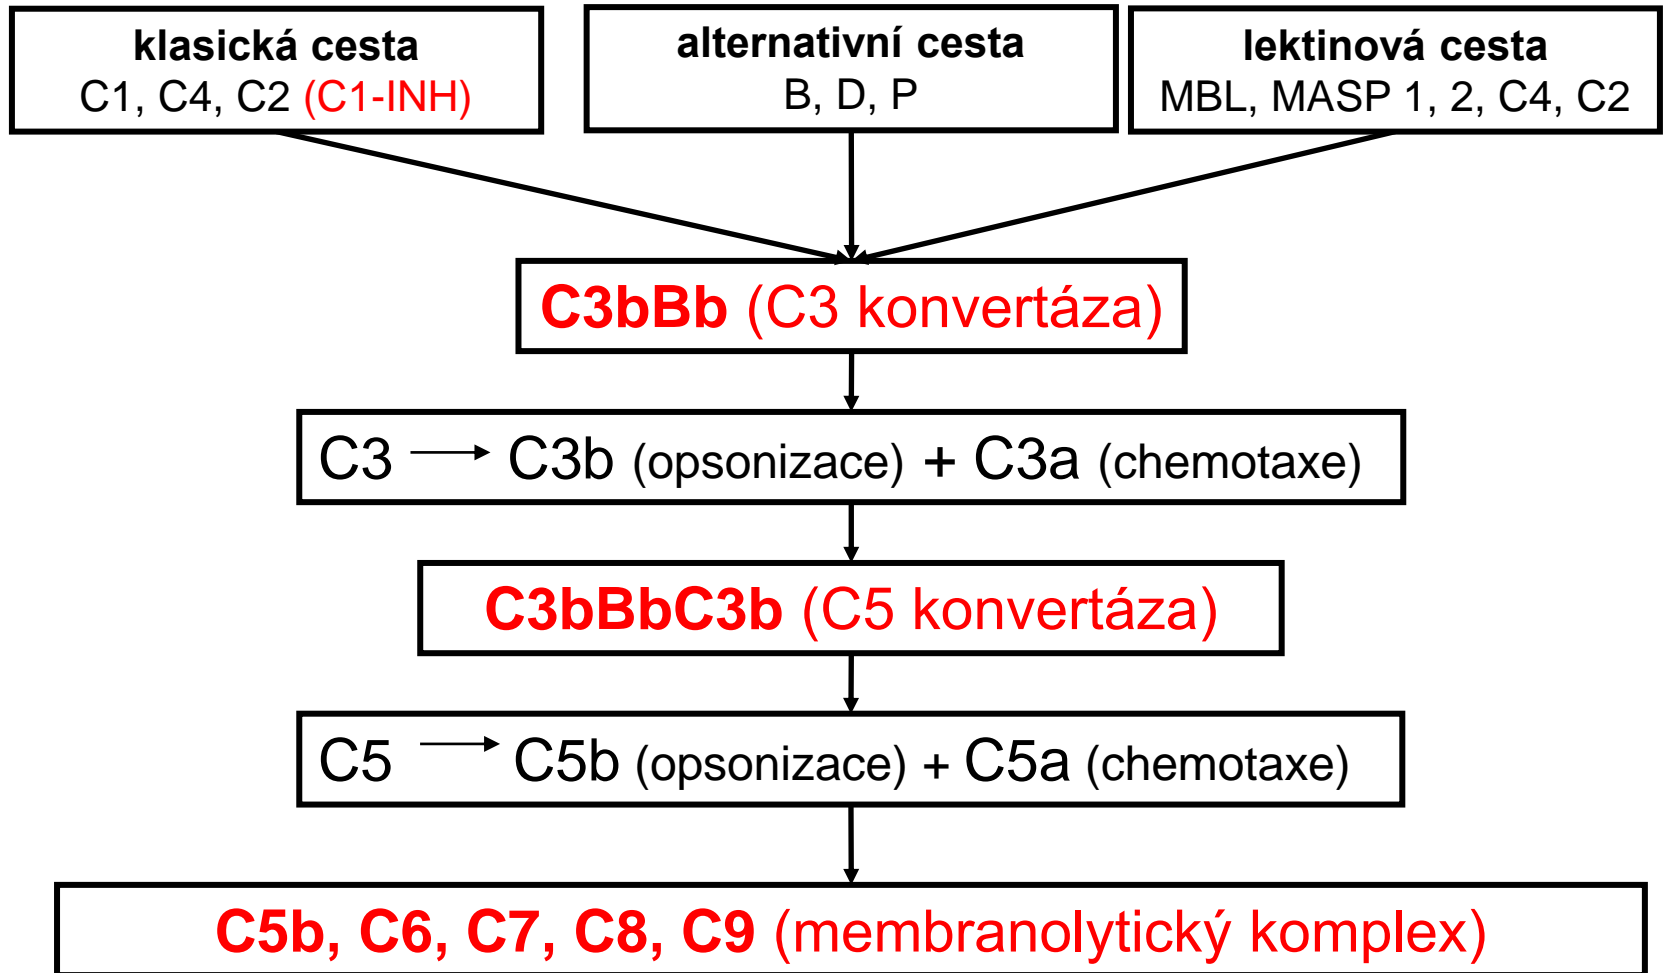 klasická cesta
C1, C4, C2 (C1-INH)
alternativní cesta
B, D, P
lektinová cesta
MBL, MASP 1, 2, C4, C2
C3bBb (C3 konvertáza)
C3 → C3b (opsonizace) + C3a (chemotaxe)
C3bBbC3b (C5 konvertáza)
C5 → C5b (opsonizace) + C5a (chemotaxe)
C5b, C6, C7, C8, C9 (membranolytický komplex)